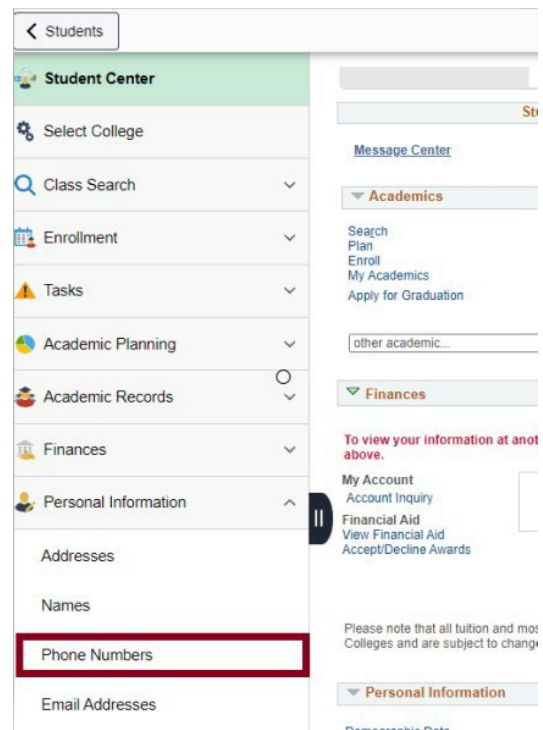 Students
Student Center
Select College
Class Search
Enrollment
Tasks
Academic Planning
Academic Records
Finances
Personal Information
Addresses
Names
Phone Numbers
Email Addresses
Message Center
Academics
Search
Plan
Enroll
My Academics
Apply for Graduation
other academic...
Finances
To view your information at
above.
My Account
Account Inquiry
Financial Aid
View Financial Aid
Accept/Decline Awards
Please note that all tuition and
Colleges and are subject to
Personal Information